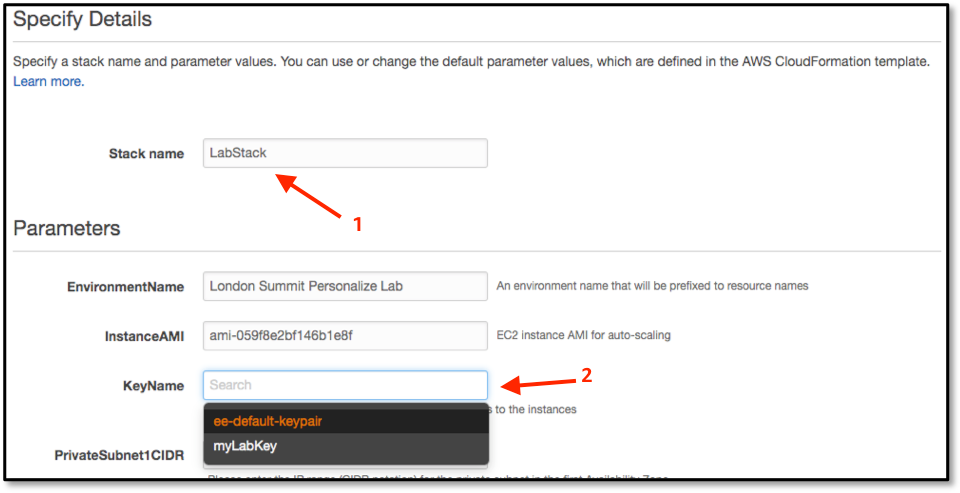 Specify Details
Specify a stack name and parameter values. You can use or change the default parameter values, which are defined in the AWS CloudFormation template.
Learn more.
Stack name LabStack
1
Parameters
EnvironmentName London Summit Personalize Lab An environment name that will be prefixed to resource names
InstanceAMI ami-059f8e2bf146b1e8f EC2 instance AMI for auto-scaling
KeyName Search 2
to the instances
ee-default-keypair
myLabKey
PrivateSubnet1CIDR